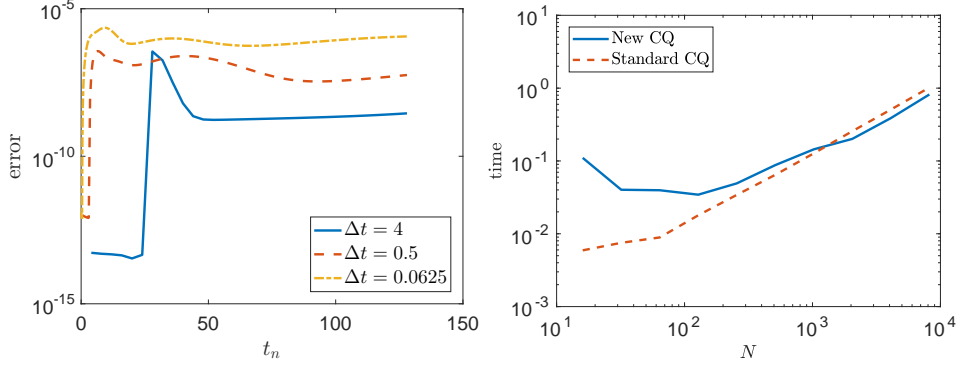 10^-5
10^-10
10^-15
error
0
50
100
150
t_n
Δt = 4
Δt = 0.5
Δt = 0.0625
10^1
10^0
10^-1
10^-2
10^-3
time
10^1
10^2
10^3
10^4
N
New CQ
Standard CQ